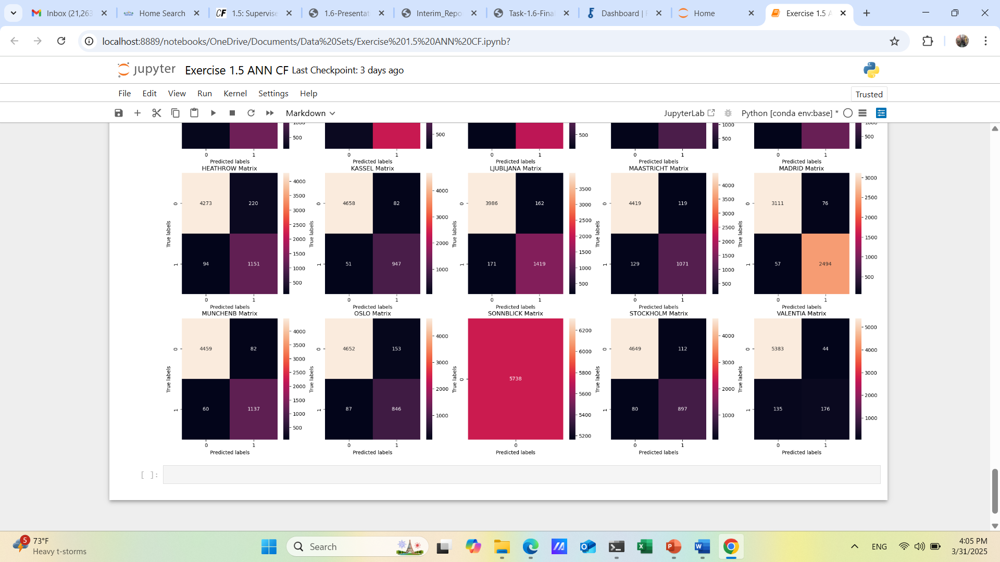 Inbox (21,263
Home Search
CF 1.5: Supervise
1.6-Presentat
Interim_Repo
Task-1.6-Final
Dashboard |
Home
Exercise 1.5 A
localhost:8889/notebooks/OneDrive/Documents/Data%20Sets/Exercise%201.5%20ANN%20CF.ipynb?
jupyter Exercise 1.5 ANN CF Last Checkpoint: 3 days ago
File Edit View Run Kernel Settings Help
Trusted
Markdown
JupyterLab
Python [conda env:base] *
1000 1000 1000
500 500 500 500 500
0 1 0 1 0 1 0 1 0 1
Predicted labels Predicted labels Predicted labels Predicted labels Predicted labels
HEATHROW Matrix
True labels
0 4273 220
1 94 1151
0 1
Predicted labels
4000
3500
3000
2500
2000
1500
1000
500
KASSEL Matrix
True labels
0 4658 82
1 51 947
0 1
Predicted labels
4000
3000
2000
1000
LJUBLJANA Matrix
True labels
0 3986 162
1 171 1419
0 1
Predicted labels
3500
3000
2500
2000
1500
1000
500
MAASTRICHT Matrix
True labels
0 4419 119
1 129 1071
0 1
Predicted labels
4000
3500
3000
2500
2000
1500
1000
500
MADRID Matrix
True labels
0 3111 76
1 57 2494
0 1
Predicted labels
3000
2500
2000
1500
1000
500
MUNCHENB Matrix
True labels
0 4459 82
1 60 1137
0 1
Predicted labels
4000
3500
3000
2500
2000
1500
1000
500
OSLO Matrix
True labels
0 4652 153
1 87 846
0 1
Predicted labels
4000
3000
2000
1000
SONNBLICK Matrix
True labels
0 5738
0
Predicted labels
6200
6000
5800
5600
5400
5200
STOCKHOLM Matrix
True labels
0 4649 112
1 80 897
0 1
Predicted labels
4000
3000
2000
1000
VALENTIA Matrix
True labels
0 5383 44
1 135 176
0 1
Predicted labels
5000
4000
3000
2000
1000
[ ]:
5
73°F
Heavy t-storms
Search
ENG
4:05 PM
3/31/2025